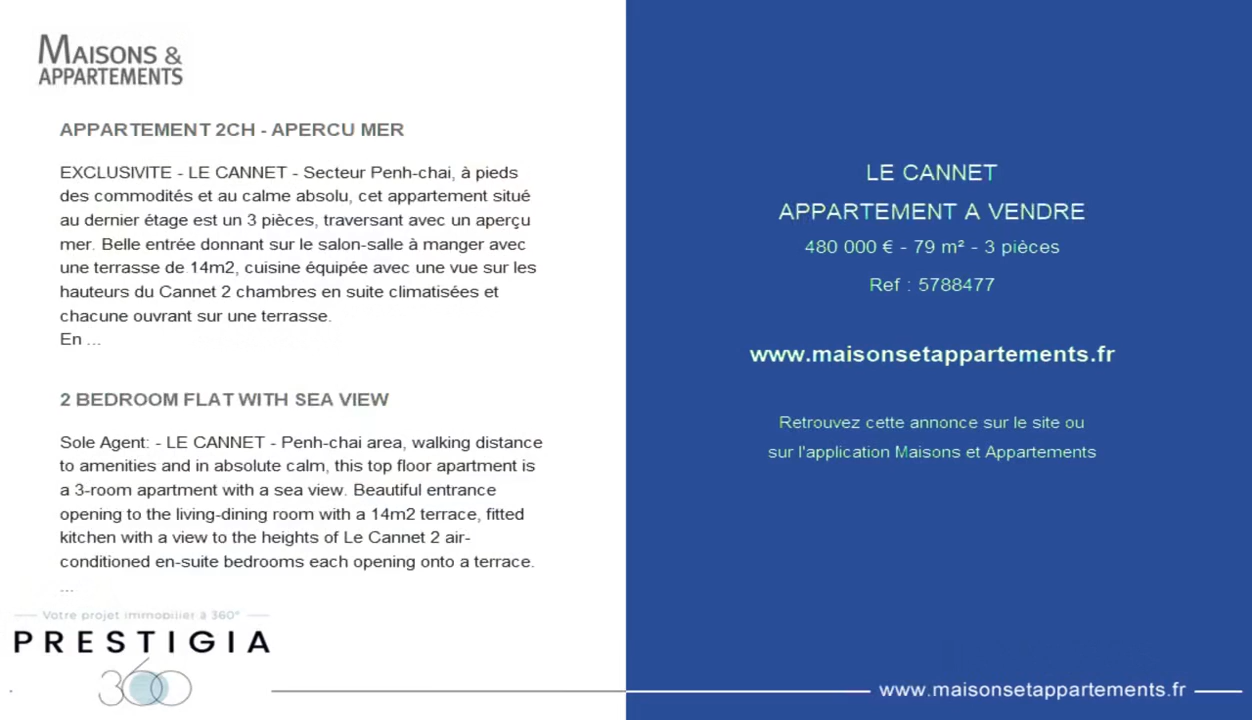 MAISONS &
APPARTEMENTS
APPARTEMENT 2CH - APERCU MER
EXCLUSIVITE - LE CANNET - Secteur Penh-chai, à pieds
des commodités et au calme absolu, cet appartement situé
au dernier étage est un 3 pièces, traversant avec un aperçu
mer. Belle entrée donnant sur le salon-salle à manger avec
une terrasse de 14m2, cuisine équipée avec une vue sur les
hauteurs du Cannet 2 chambres en suite climatisées et
chacune ouvrant sur une terrasse.
En ...
2 BEDROOM FLAT WITH SEA VIEW
Sole Agent: - LE CANNET - Penh-chai area, walking distance
to amenities and in absolute calm, this top floor apartment is
a 3-room apartment with a sea view. Beautiful entrance
opening to the living-dining room with a 14m2 terrace, fitted
kitchen with a view to the heights of Le Cannet 2 air-
conditioned en-suite bedrooms each opening onto a terrace.
...
Votre projet immobilier à 360°
PRESTIGIA
360
LE CANNET
APPARTEMENT A VENDRE
480 000 € - 79 m² - 3 pièces
Ref : 5788477
www.maisonsetappartements.fr
Retrouvez cette annonce sur le site ou
sur l'application Maisons et Appartements
www.maisonsetappartements.fr